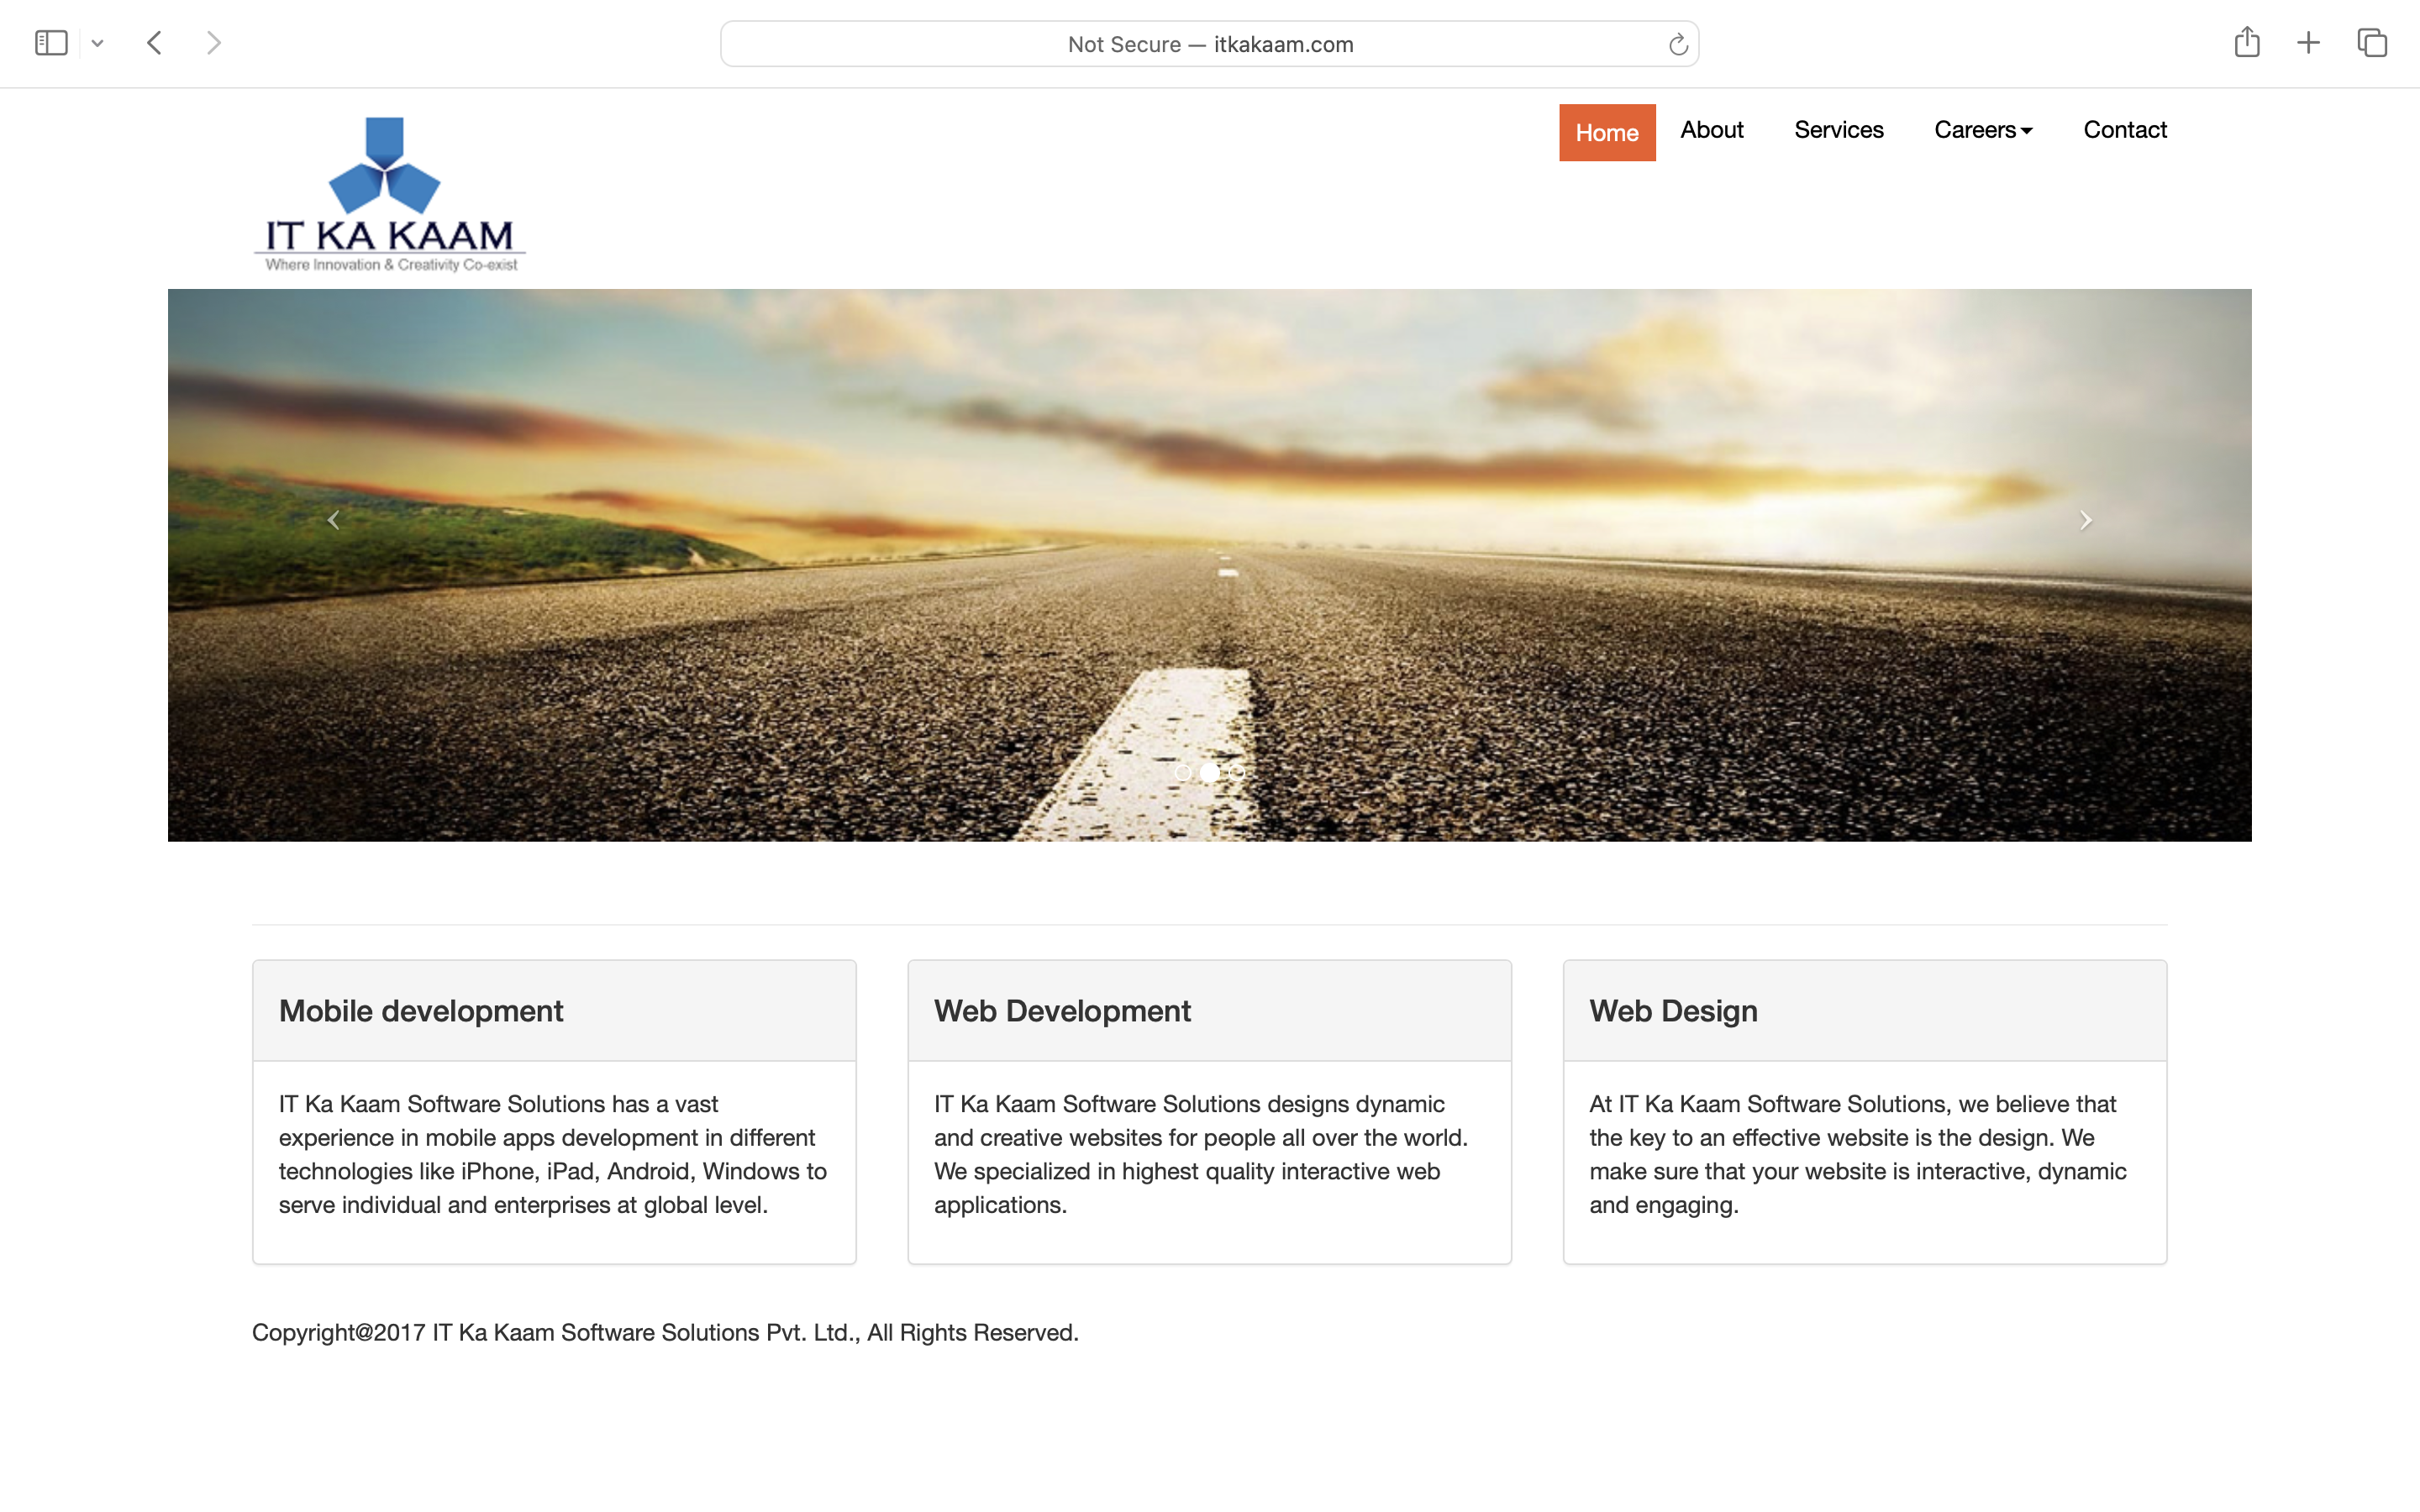 Not Secure — itkakaam.com
IT KA KAAM
Where Innovation & Creativity Co-exist
Home
About
Services
Careers
Contact
Mobile development
IT Ka Kaam Software Solutions has a vast
experience in mobile apps development in different
technologies like iPhone, iPad, Android, Windows to
serve individual and enterprises at global level.
Web Development
IT Ka Kaam Software Solutions designs dynamic
and creative websites for people all over the world.
We specialized in highest quality interactive web
applications.
Web Design
At IT Ka Kaam Software Solutions, we believe that
the key to an effective website is the design. We
make sure that your website is interactive, dynamic
and engaging.
Copyright@2017 IT Ka Kaam Software Solutions Pvt. Ltd., All Rights Reserved.